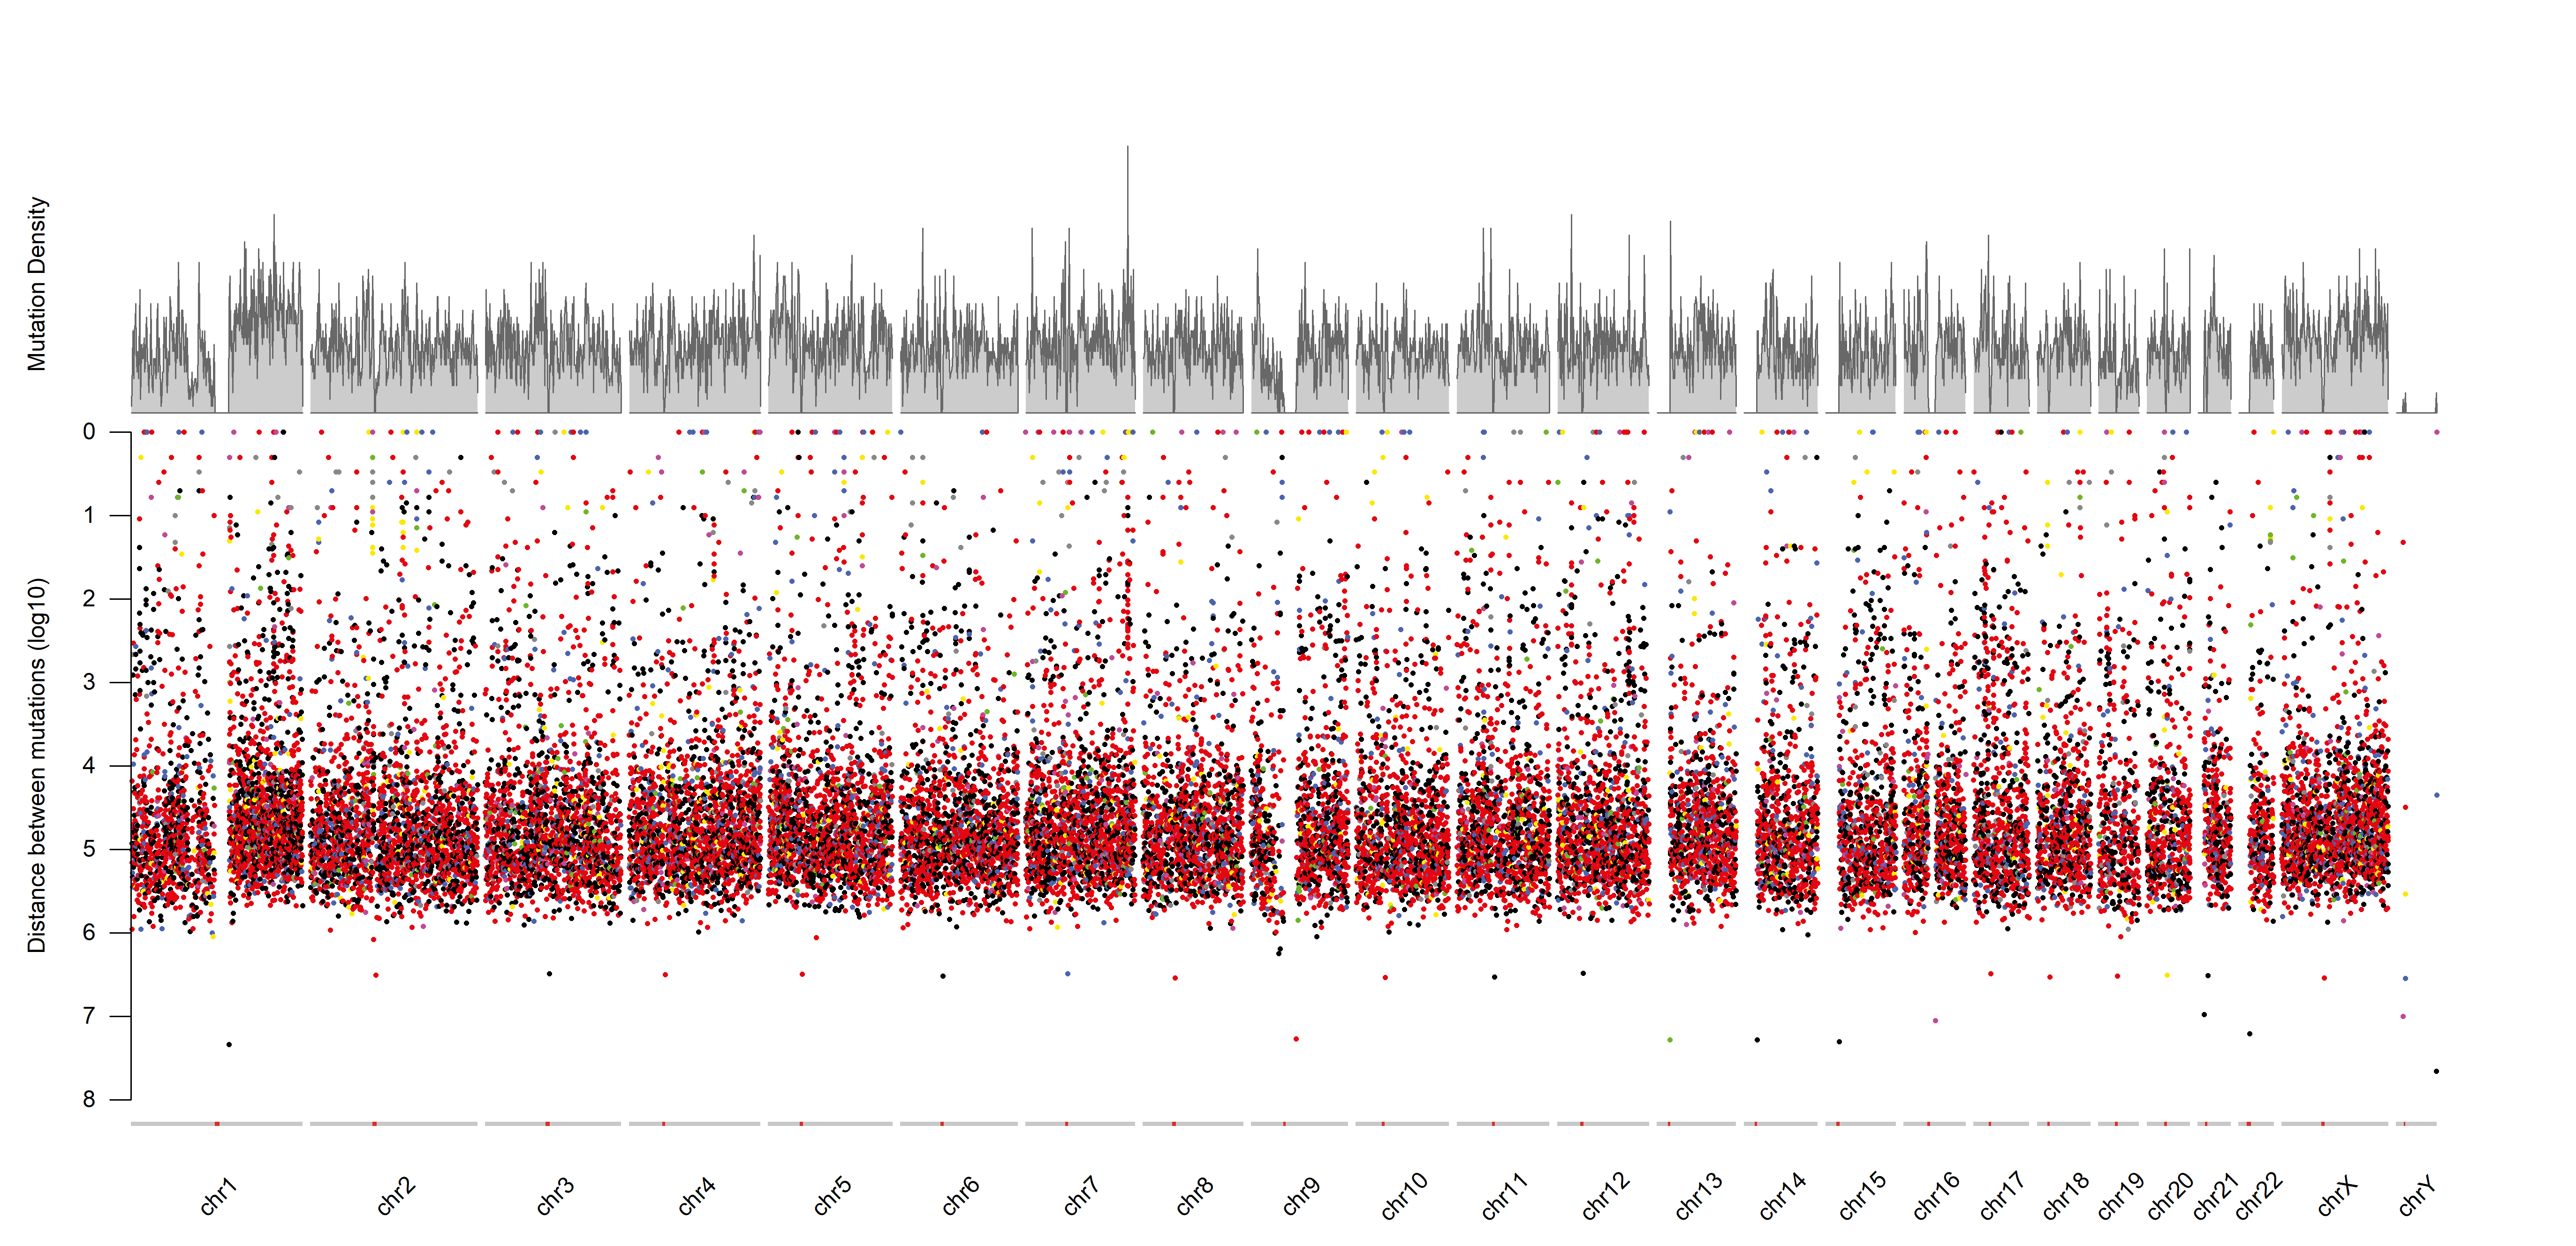 Mutation Density
Distance between mutations (log10)
0
1
2
3
4
5
6
7
8
chr1
chr2
chr3
chr4
chr5
chr6
chr7
chr8
chr9
chr10
chr11
chr12
chr13
chr14
chr15
chr16
chr17
chr18
chr19
chr20
chr21
chr22
chrX
chrY